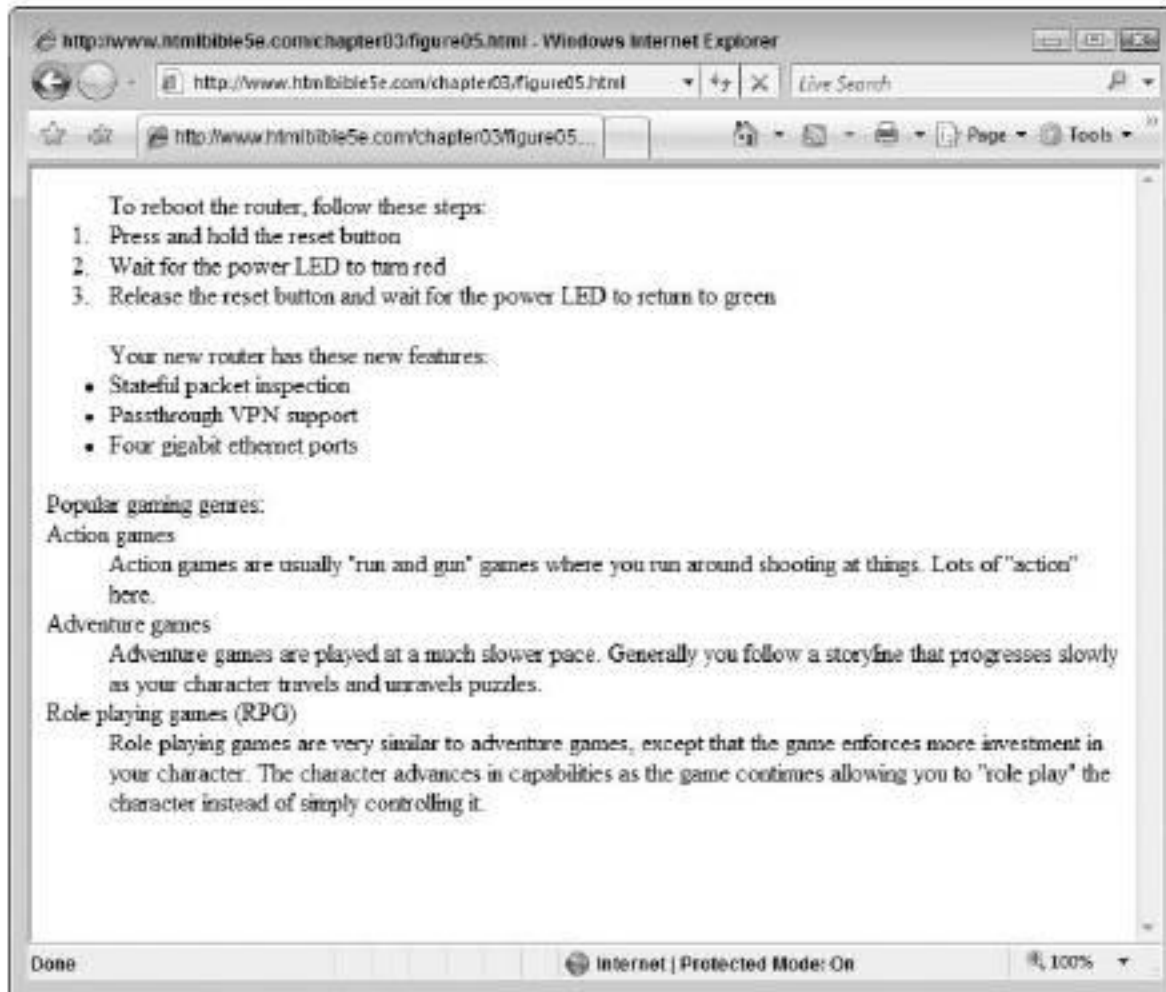 http://www.htmlbible5e.com/chapter03/figure05.html - Windows Internet Explorer
http://www.htmlbible5e.com/chapter03/figure05.html
Live Search
http://www.htmlbible5e.com/chapter03/figure05....
Page
Tools
To reboot the router, follow these steps:
1. Press and hold the reset button
2. Wait for the power LED to turn red
3. Release the reset button and wait for the power LED to return to green
Your new router has these new features:
• Stateful packet inspection
• Passthrough VPN support
• Four gigabit ethernet ports
Popular gaming genres:
Action games
Action games are usually "run and gun" games where you run around shooting at things. Lots of "action"
here.
Adventure games
Adventure games are played at a much slower pace. Generally you follow a storyline that progresses slowly
as your character travels and unravels puzzles.
Role playing games (RPG)
Role playing games are very similar to adventure games, except that the game enforces more investment in
your character. The character advances in capabilities as the game continues allowing you to "role play" the
character instead of simply controlling it.
Done
Internet | Protected Mode: On
100%